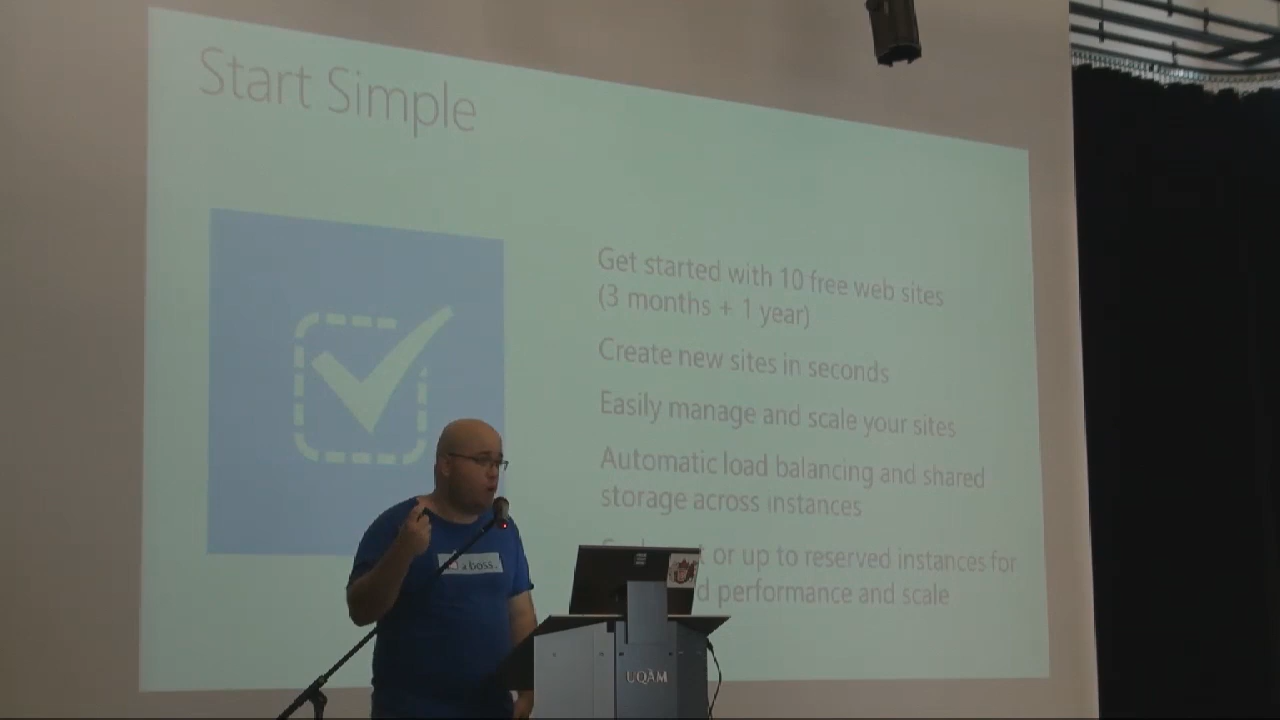 Start Simple
Get started with 10 free web sites
(3 months + 1 year)
Create new sites in seconds
Easily manage and scale your sites
Automatic load balancing and shared
storage across instances
or up to reserved instances for
performance and scale
a boss.
UQÀM